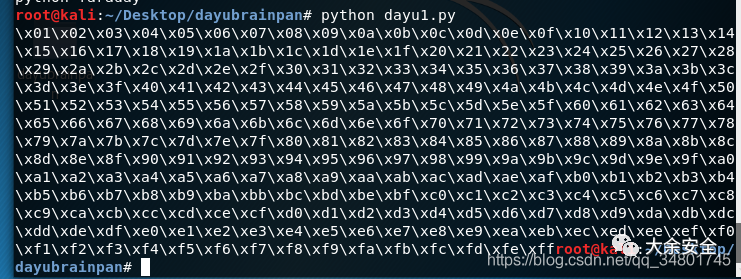 python faraday
root@kali:~/Desktop/dayubrainpan# python dayu1.py
\x01\x02\x03\x04\x05\x06\x07\x08\x09\x0a\x0b\x0c\x0d\x0e\x0f\x10\x11\x12\x13\x14
\x15\x16\x17\x18\x19\x1a\x1b\x1c\x1d\x1e\x1f\x20\x21\x22\x23\x24\x25\x26\x27\x28
\x29\x2a\x2b\x2c\x2d\x2e\x2f\x30\x31\x32\x33\x34\x35\x36\x37\x38\x39\x3a\x3b\x3c
\x3d\x3e\x3f\x40\x41\x42\x43\x44\x45\x46\x47\x48\x49\x4a\x4b\x4c\x4d\x4e\x4f\x50
\x51\x52\x53\x54\x55\x56\x57\x58\x59\x5a\x5b\x5c\x5d\x5e\x5f\x60\x61\x62\x63\x64
\x65\x66\x67\x68\x69\x6a\x6b\x6c\x6d\x6e\x6f\x70\x71\x72\x73\x74\x75\x76\x77\x78
\x79\x7a\x7b\x7c\x7d\x7e\x7f\x80\x81\x82\x83\x84\x85\x86\x87\x88\x89\x8a\x8b\x8c
\x8d\x8e\x8f\x90\x91\x92\x93\x94\x95\x96\x97\x98\x99\x9a\x9b\x9c\x9d\x9e\x9f\xa0
\xa1\xa2\xa3\xa4\xa5\xa6\xa7\xa8\xa9\xaa\xab\xac\xad\xae\xaf\xb0\xb1\xb2\xb3\xb4
\xb5\xb6\xb7\xb8\xb9\xba\xbb\xbc\xbd\xbe\xbf\xc0\xc1\xc2\xc3\xc4\xc5\xc6\xc7\xc8
\xc9\xca\xcb\xcc\xcd\xce\xcf\xd0\xd1\xd2\xd3\xd4\xd5\xd6\xd7\xd8\xd9\xda\xdb\xdc
\xdd\xde\xdf\xe0\xe1\xe2\xe3\xe4\xe5\xe6\xe7\xe8\xe9\xea\xeb\xec\xed\xee\xef\xf0
\xf1\xf2\xf3\xf4\xf5\xf6\xf7\xf8\xf9\xfa\xfb\xfc\xfd\xfe\xffroot@kali:~/Desktop/
dayubrainpan#
大余安全
https://blog.csdn.net/qq_34801745